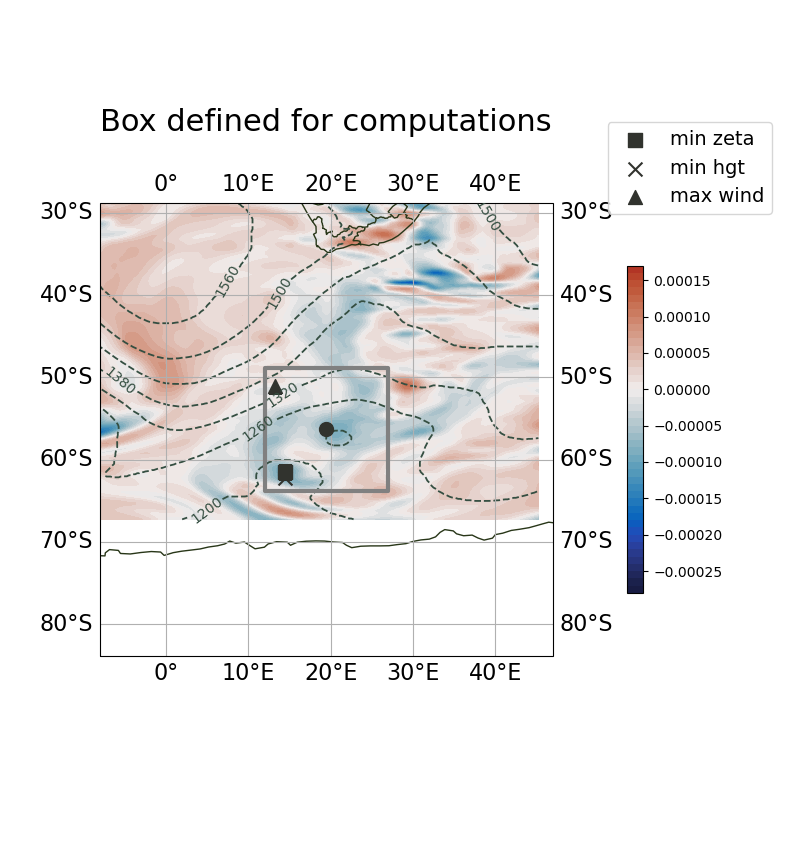 Box defined for computations
min zeta
min hgt
max wind
0° 10°E 20°E 30°E 40°E
30°S 30°S
40°S 40°S
50°S 50°S
60°S 60°S
70°S 70°S
80°S 80°S
0° 10°E 20°E 30°E 40°E
1500
1560
1500
1380
1320
1260
1200
0.00015
0.00010
0.00005
0.00000
−0.00005
−0.00010
−0.00015
−0.00020
−0.00025